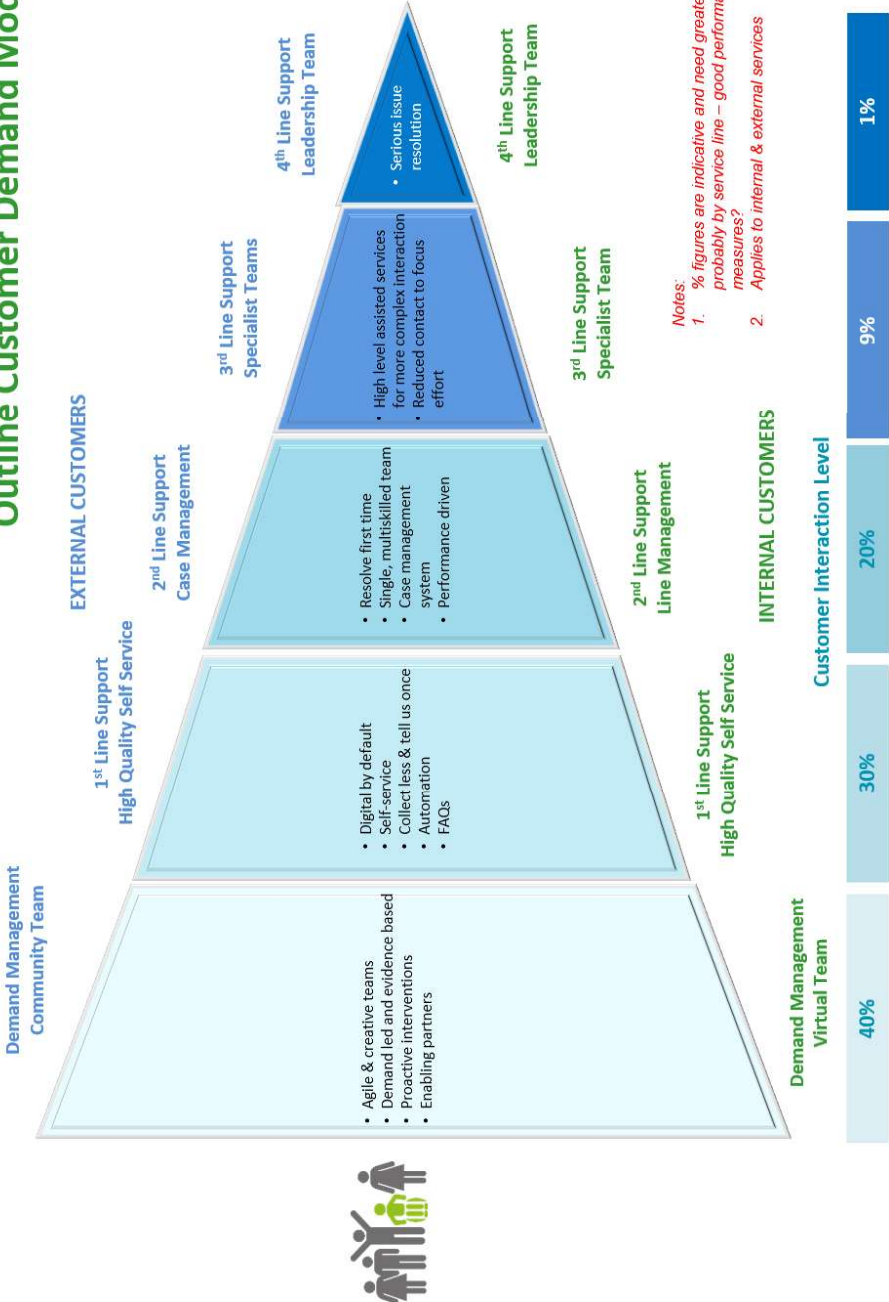 Outline Customer Demand
EXTERNAL CUSTOMERS
Demand Management
Community Team
1st Line Support
High Quality Self Service
2nd Line Support
Case Management
3rd Line Support
Specialist Teams
4th Line Support
Leadership Team
• Agile & creative teams
• Demand led and evidence based
• Proactive interventions
• Enabling partners
• Digital by default
• Self-service
• Collect less & tell us once
• Automation
• FAQs
• Resolve first time
• Single, multiskilled team
• Case management
system
• Performance driven
• High level assisted services
for more complex interaction
• Reduced contact to focus
effort
• Serious issue
resolution
Demand Management
Virtual Team
1st Line Support
High Quality Self Service
2nd Line Support
Line Management
3rd Line Support
Specialist Team
4th Line Support
Leadership Team
INTERNAL CUSTOMERS
Notes:
1. % figures are indicative and need
probably by service line – good
measures?
2. Applies to internal & external services
Customer Interaction Level
40%
30%
20%
9%
1%